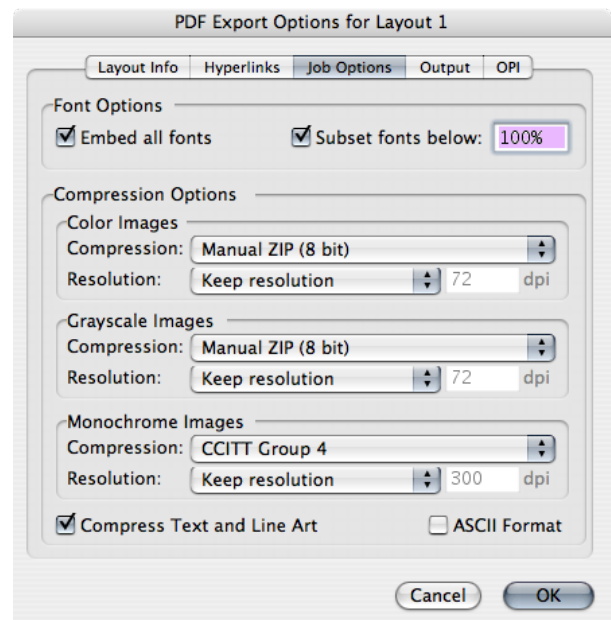 PDF Export Options for Layout 1
Layout Info Hyperlinks Job Options Output OPI
Font Options
Embed all fonts Subset fonts below: 100%
Compression Options
Color Images
Compression: Manual ZIP (8 bit)
Resolution: Keep resolution 72 dpi
Grayscale Images
Compression: Manual ZIP (8 bit)
Resolution: Keep resolution 72 dpi
Monochrome Images
Compression: CCITT Group 4
Resolution: Keep resolution 300 dpi
Compress Text and Line Art ASCII Format
Cancel OK